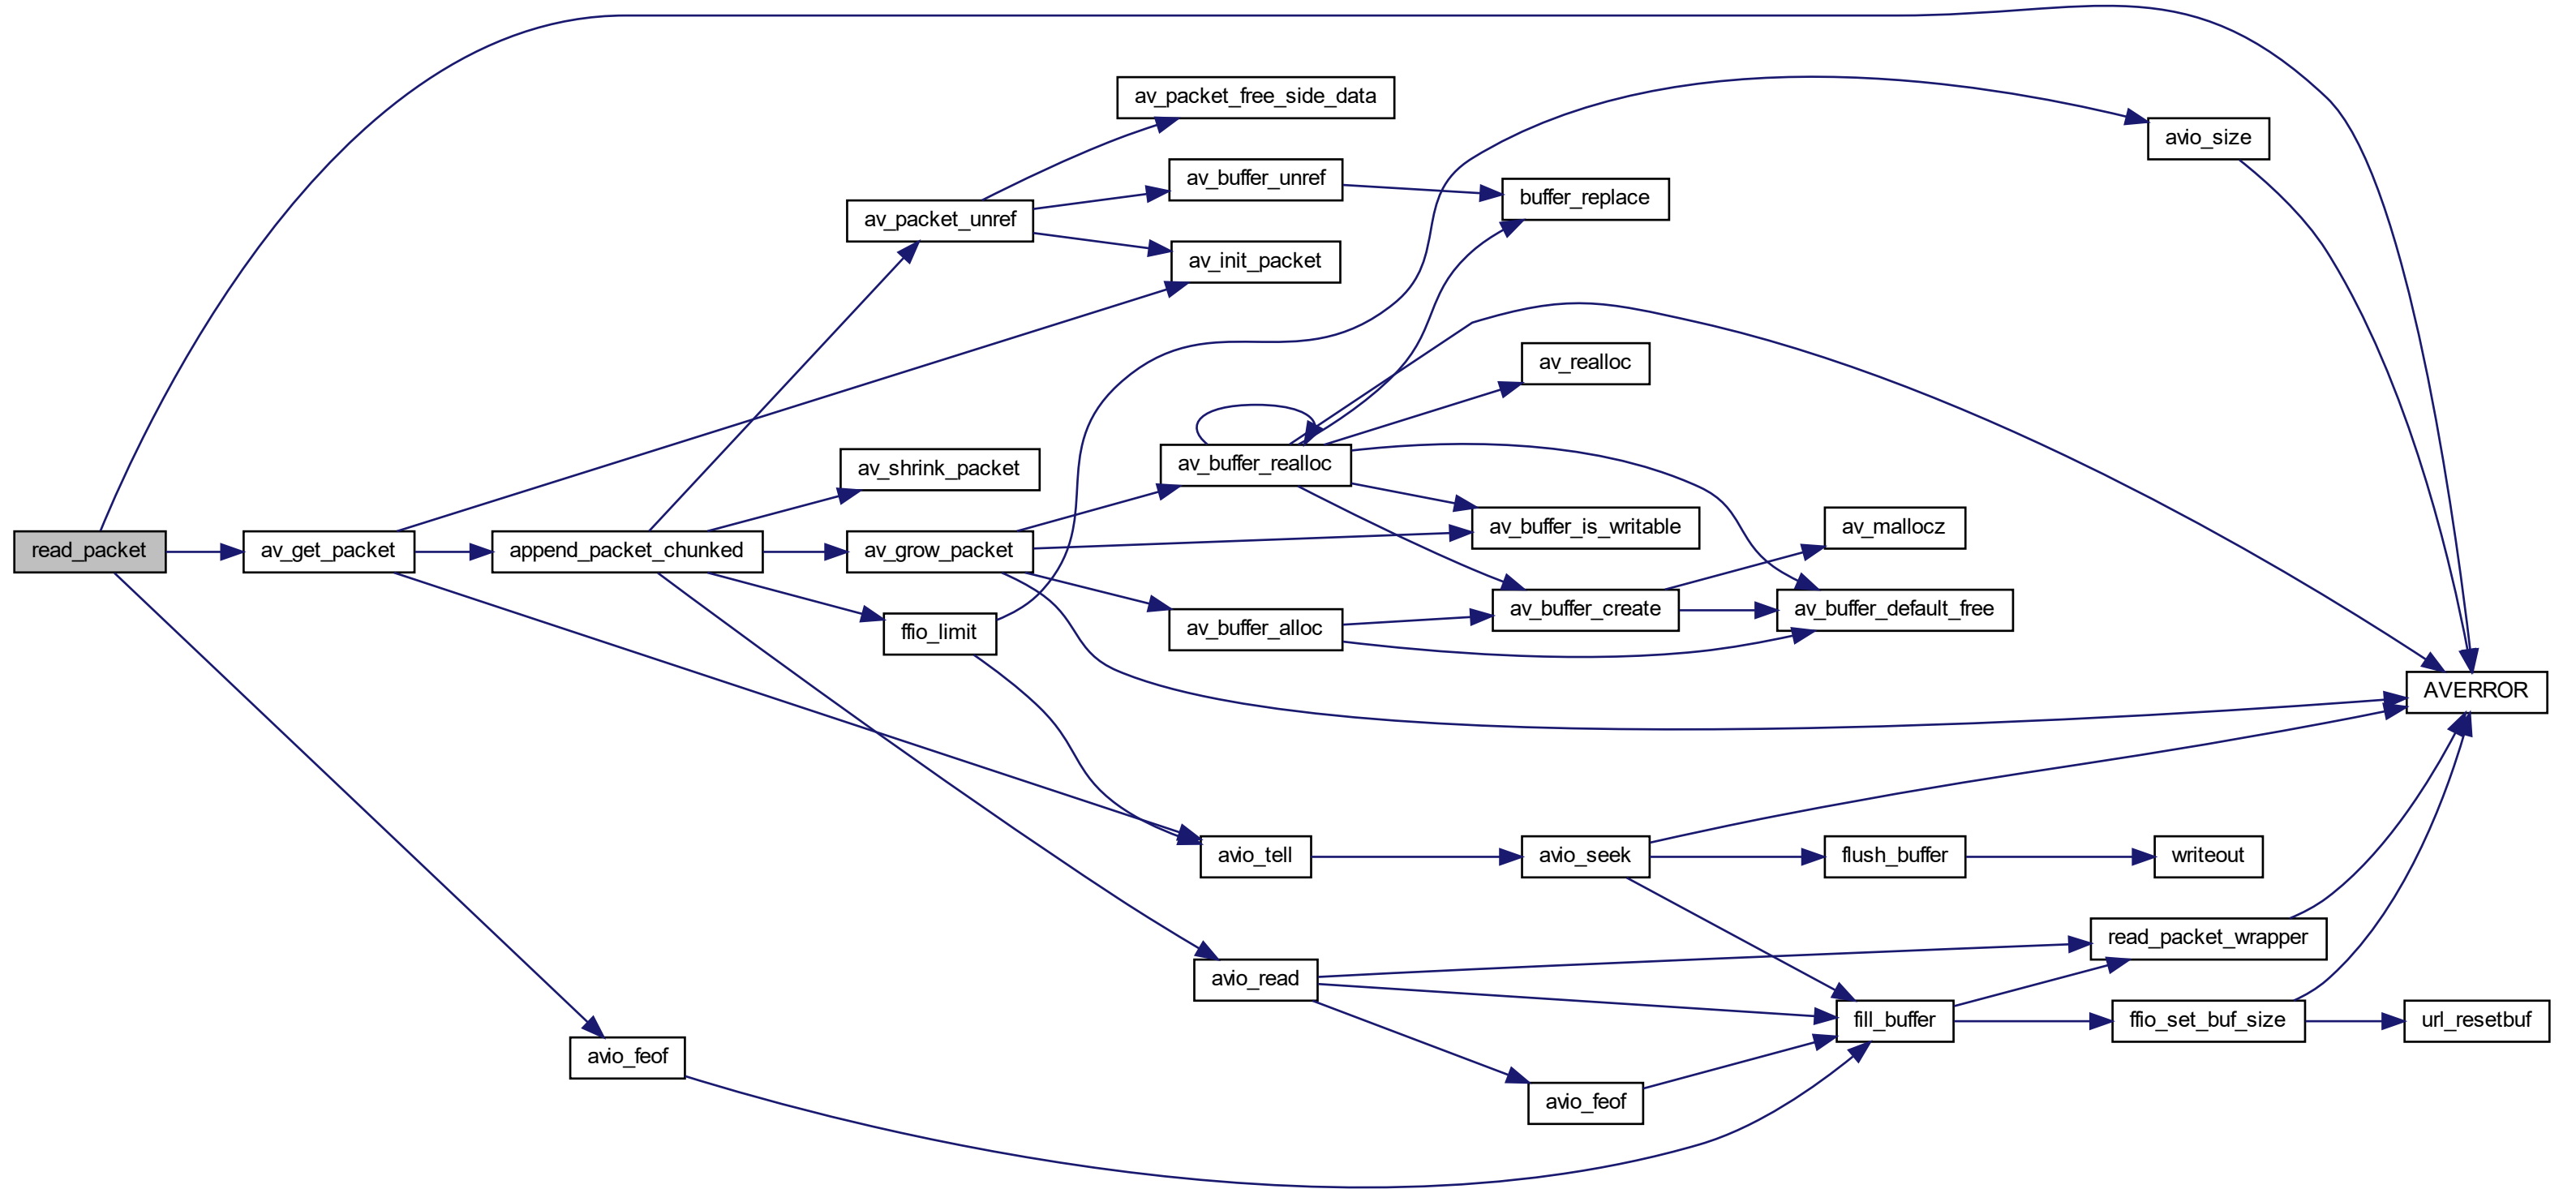 av_packet_free_side_data
avio_size
av_buffer_unref
buffer_replace
av_packet_unref
av_init_packet
av_realloc
av_shrink_packet
av_buffer_realloc
av_buffer_is_writable
av_mallocz
read_packet
av_get_packet
append_packet_chunked
av_grow_packet
av_buffer_create
av_buffer_default_free
ffio_limit
av_buffer_alloc
AVERROR
avio_tell
avio_seek
flush_buffer
writeout
read_packet_wrapper
avio_read
fill_buffer
ffio_set_buf_size
url_resetbuf
avio_feof
avio_feof